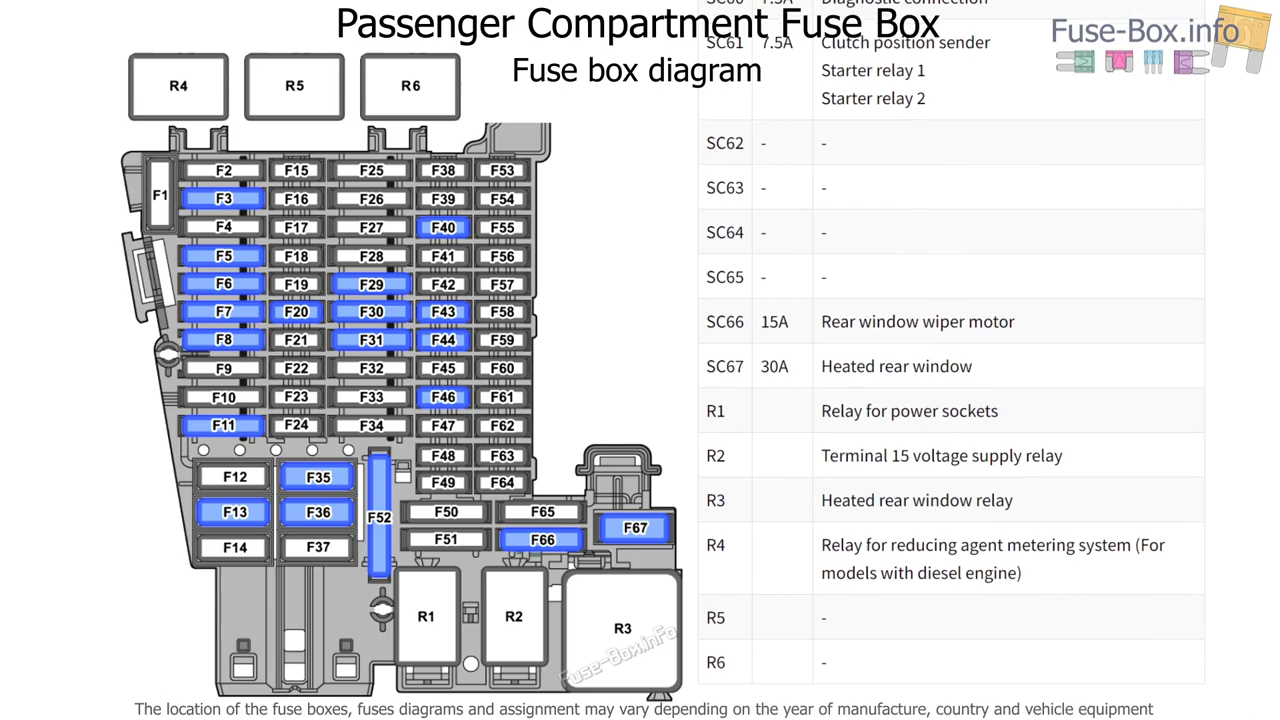 Passenger Compartment Fuse Box
Fuse box diagram
Fuse-Box.info
R4 R5 R6
F1
F2 F15 F25 F38 F53
F3 F16 F26 F39 F54
F4 F17 F27 F40 F55
F5 F18 F28 F41 F56
F6 F19 F29 F42 F57
F7 F20 F30 F43 F58
F8 F21 F31 F44 F59
F9 F22 F32 F45 F60
F10 F23 F33 F46 F61
F11 F24 F34 F47 F62
F48 F63
F49 F64
F12 F35
F13 F36
F14 F37
F52
F50 F65
F51 F66
F67
R1 R2 R3
Fuse-Box.inFo
SC60 7.5A Diagnostic connection
SC61 7.5A Clutch position sender
Starter relay 1
Starter relay 2
SC62 - -
SC63 - -
SC64 - -
SC65 - -
SC66 15A Rear window wiper motor
SC67 30A Heated rear window
R1 Relay for power sockets
R2 Terminal 15 voltage supply relay
R3 Heated rear window relay
R4 Relay for reducing agent metering system (For
models with diesel engine)
R5 -
R6 -
The location of the fuse boxes, fuses diagrams and assignment may vary depending on the year of manufacture, country and vehicle equipment